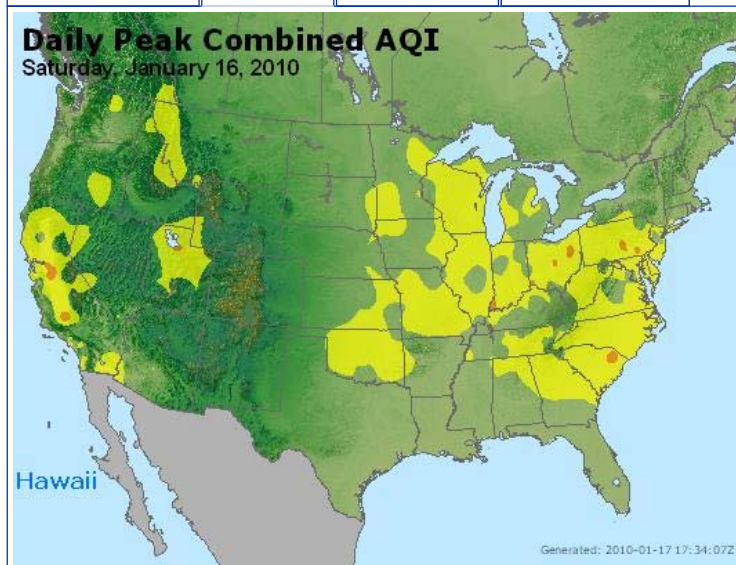 Daily Peak Combined AQI
Saturday, January 16, 2010
Hawaii
Generated: 2010-01-17 17:34:07Z